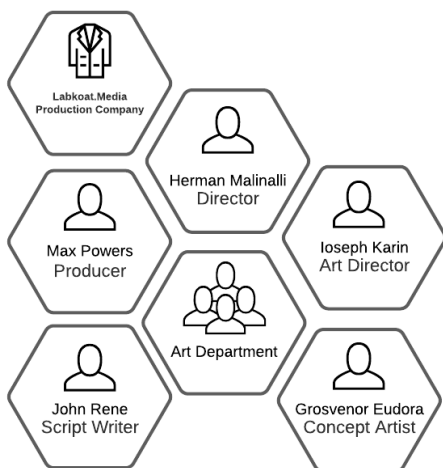 Labkoat.Media
Production Company
Herman Malinalli
Director
Max Powers
Producer
Ioseph Karin
Art Director
Art Department
John Rene
Script Writer
Grosvenor Eudora
Concept Artist